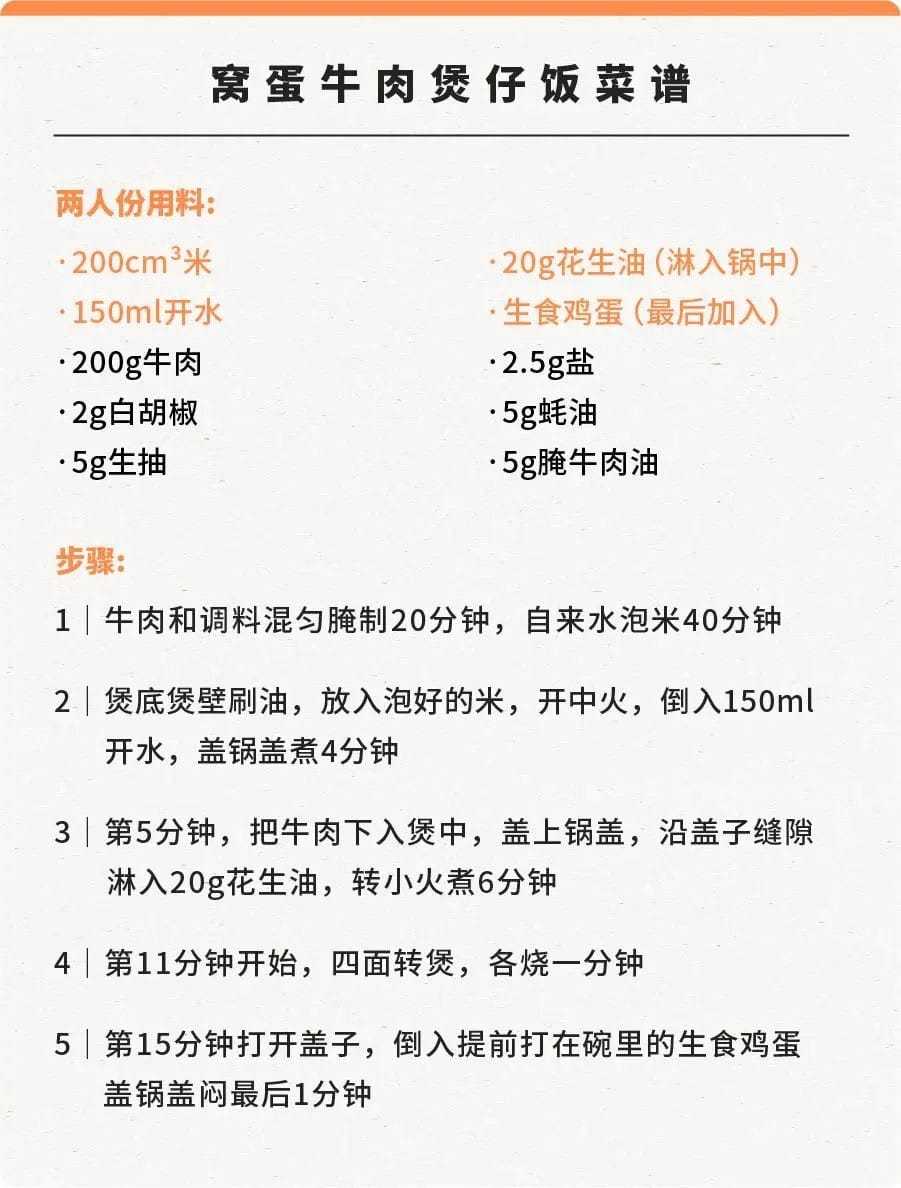 窝蛋牛肉煲仔饭菜谱
两人份用料:
·200cm³米
·150ml开水
·200g牛肉
·2g白胡椒
·5g生抽
·20g花生油(淋入锅中)
·生食鸡蛋(最后加入)
·2.5g盐
·5g蚝油
·5g腌牛肉油
步骤:
1｜牛肉和调料混匀腌制20分钟，自来水泡米40分钟
2｜煲底煲壁刷油，放入泡好的米，开中火，倒入150ml
开水，盖锅盖煮4分钟
3｜第5分钟，把牛肉下入煲中，盖上锅盖，沿盖子缝隙
淋入20g花生油，转小火煮6分钟
4｜第11分钟开始，四面转煲，各烧一分钟
5｜第15分钟打开盖子，倒入提前打在碗里的生食鸡蛋
盖锅盖闷最后1分钟